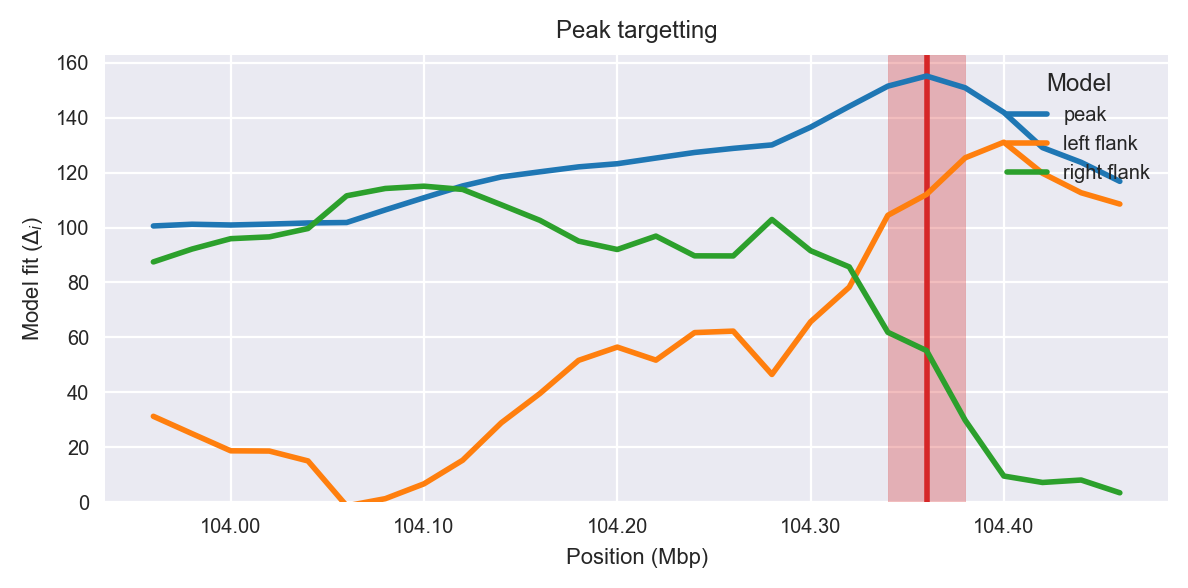 Peak targetting
Model fit (Δi)
160
140
120
100
80
60
40
20
0
Model
peak
left flank
right flank
104.00 104.10 104.20 104.30 104.40
Position (Mbp)